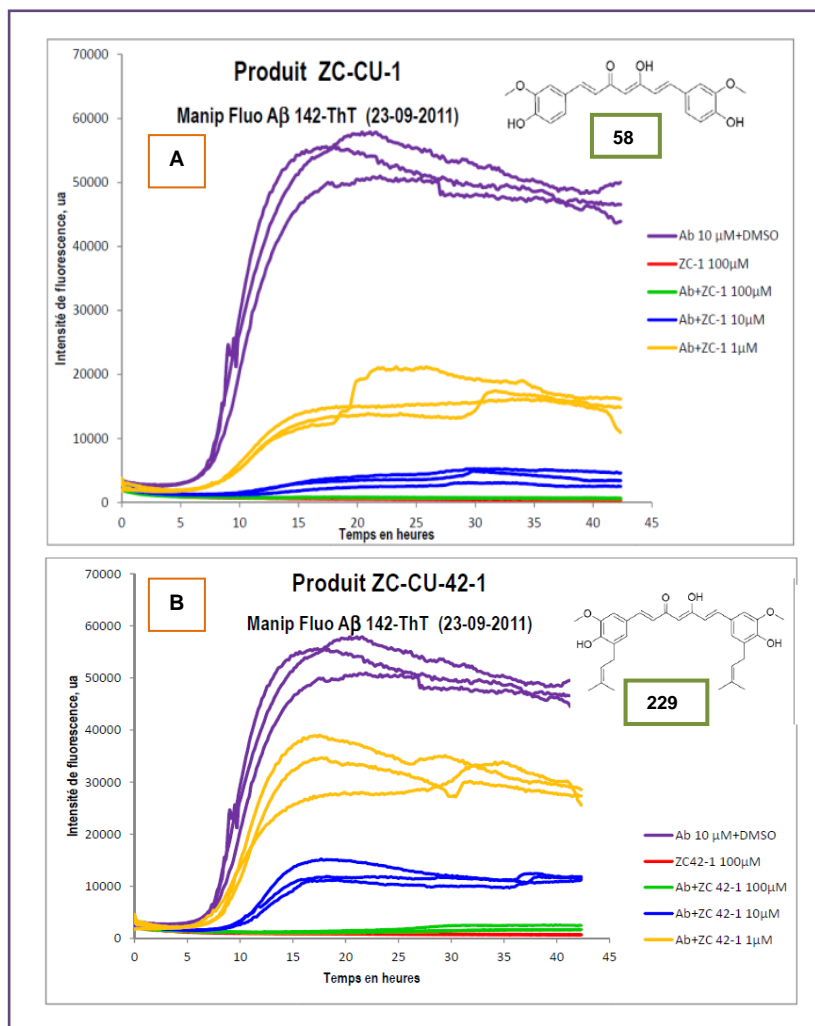 Produit ZC-CU-1
Manip Fluo Aβ 142-ThT (23-09-2011)
A
58
O OH
O
HO
O
OH
Intensité de fluorescence, ua
70000
60000
50000
40000
30000
20000
10000
0
0 5 10 15 20 25 30 35 40 45
Temps en heures
Ab 10 µM+DMSO
ZC-1 100µM
Ab+ZC-1 100µM
Ab+ZC-1 10µM
Ab+ZC-1 1µM
Produit ZC-CU-42-1
Manip Fluo Aβ 142-ThT (23-09-2011)
B
229
O OH
O
HO
O
OH
Intensité de fluorescence, ua
70000
60000
50000
40000
30000
20000
10000
0
0 5 10 15 20 25 30 35 40 45
Temps en heures
Ab 10 µM+DMSO
ZC42-1 100µM
Ab+ZC 42-1 100µM
Ab+ZC 42-1 10µM
Ab+ZC 42-1 1µM